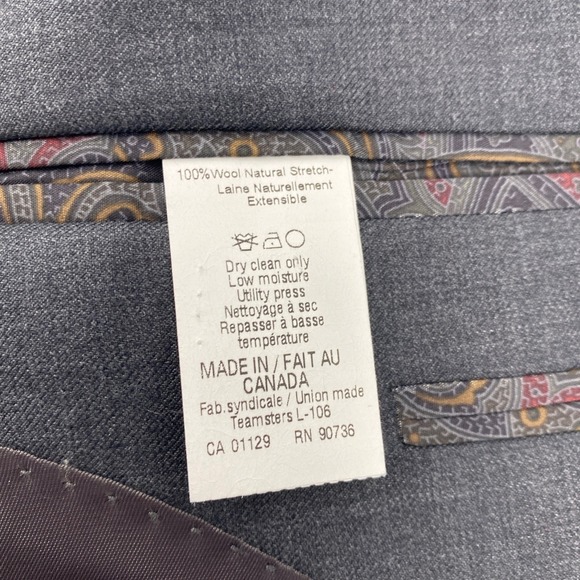 100%Wool Natural Stretch-
Laine Naturellement
Extensible
Dry clean only
Low moisture
Utility press
Nettoyage à sec
Repasser à basse
température
MADE IN / FAIT AU
CANADA
Fab.syndicale / Union made
Teamsters L-106
CA 01129 RN 90736